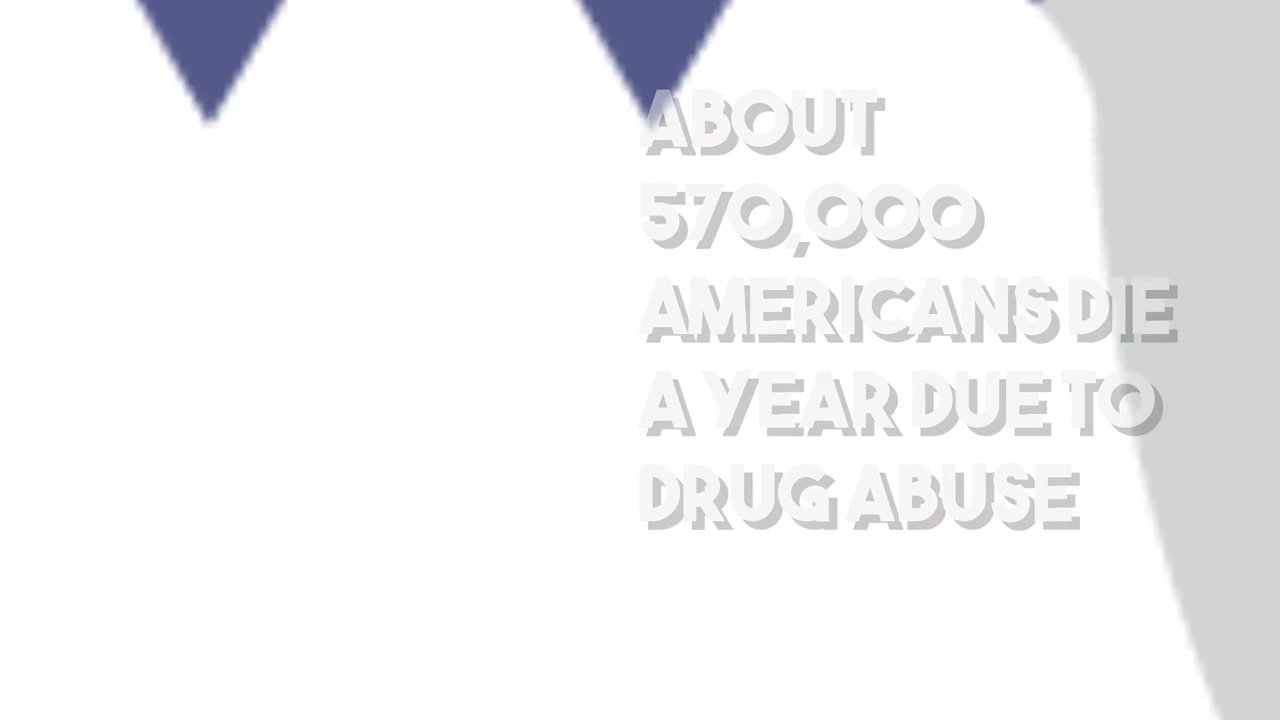 ABOUT
570,000
AMERICANS DIE
A YEAR DUE TO
DRUG ABUSE